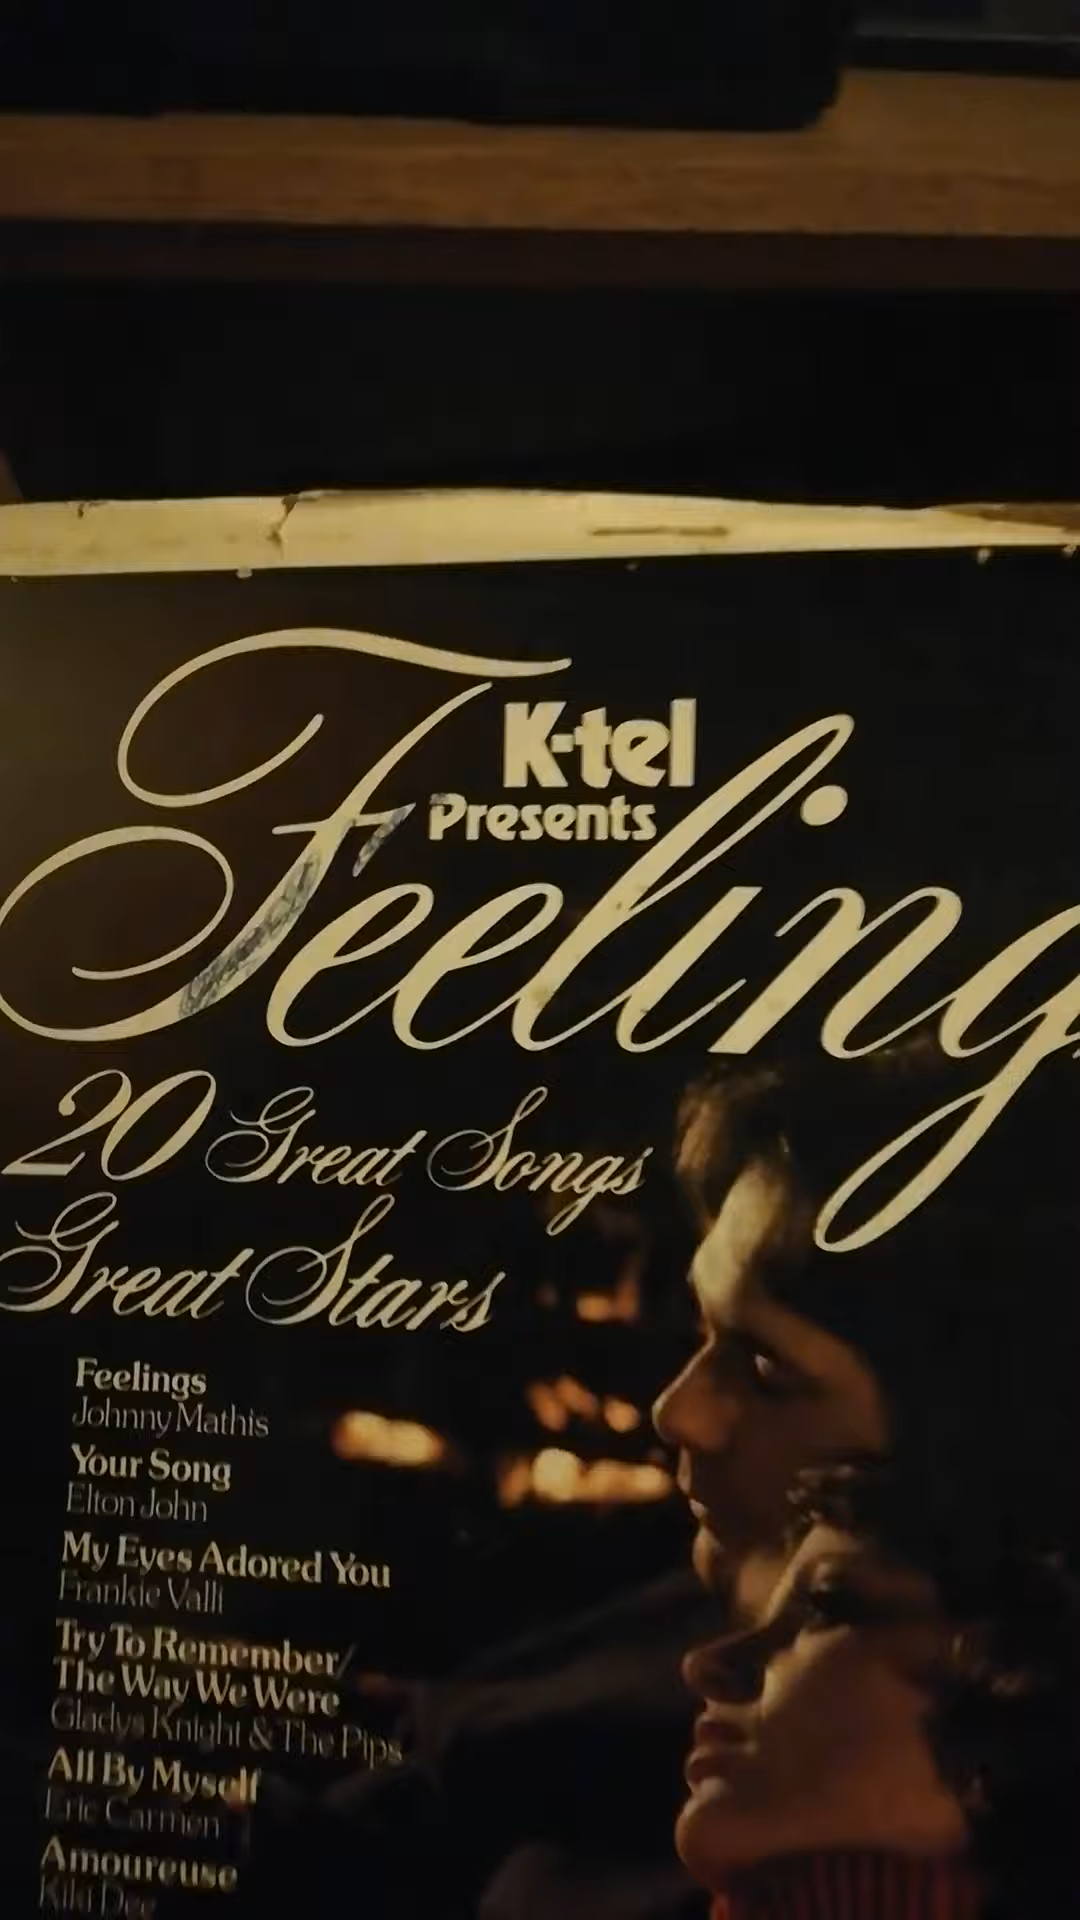 K-tel
Presents
Feeling
20 Great Songs
Great Stars
Feelings
Johnny Mathis
Your Song
Elton John
My Eyes Adored You
Frankie Valli
Try To Remember/
The Way We Were
Gladys Knight & The Pips
All By Myself
Eric Carmen
Amoureuse
Kiki Dee